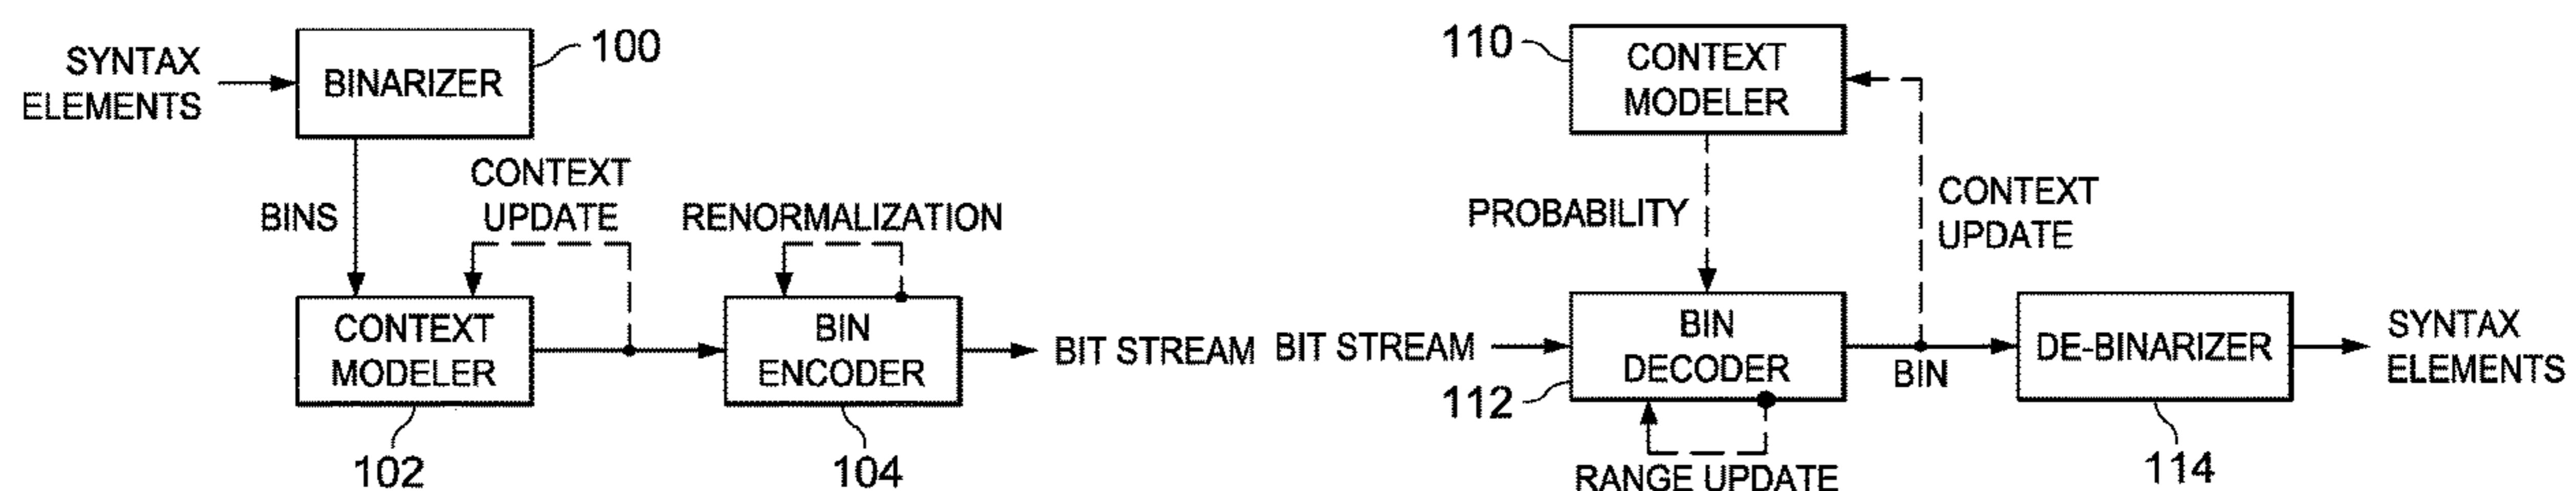 SYNTAX
ELEMENTS
BINARIZER
100
BINS
CONTEXT
UPDATE
RENORMALIZATION
CONTEXT
MODELER
102
BIN
ENCODER
104
BIT STREAM
110
CONTEXT
MODELER
PROBABILITY
CONTEXT
UPDATE
BIT STREAM
BIN
DECODER
112
RANGE UPDATE
BIN
DE-BINARIZER
114
SYNTAX
ELEMENTS